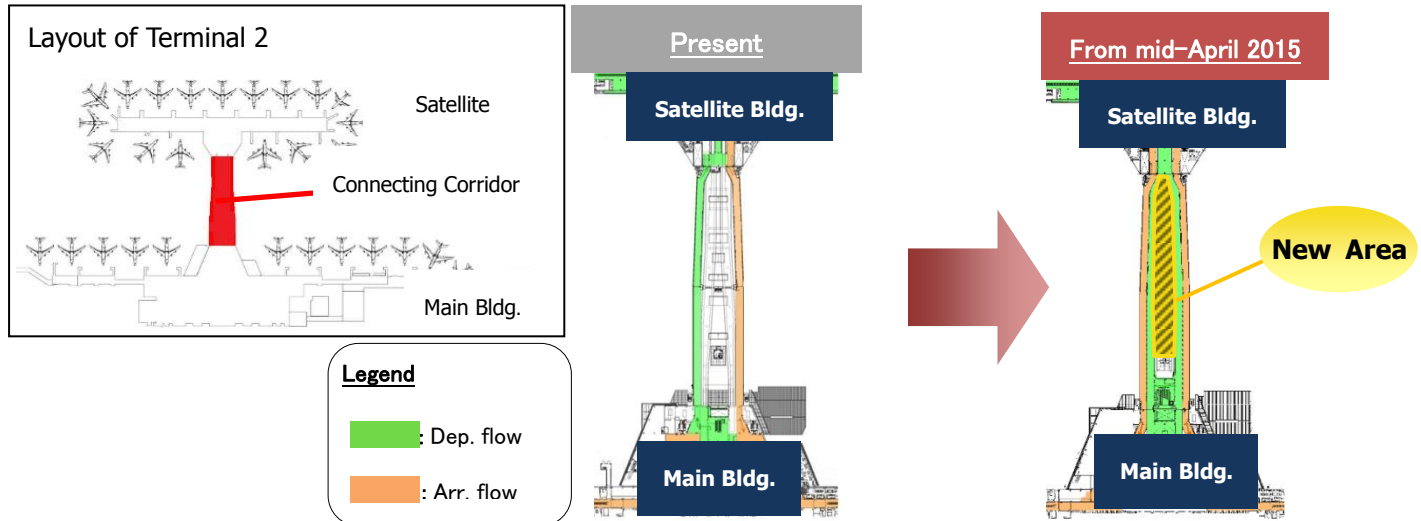 Layout of Terminal 2
Satellite
Connecting Corridor
Main Bldg.
Legend
: Dep. flow
: Arr. flow
Present
Satellite Bldg.
Main Bldg.
From mid-April 2015
Satellite Bldg.
New Area
Main Bldg.